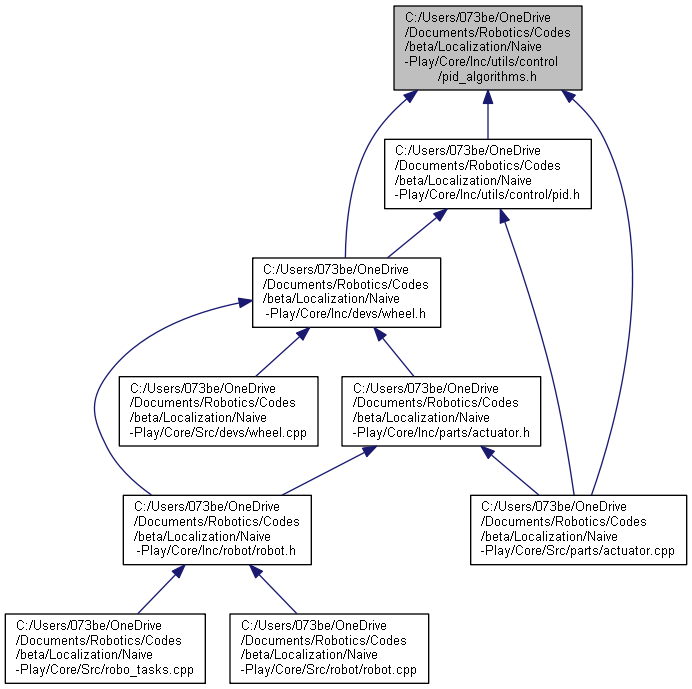 C:/Users/073be/OneDrive
/Documents/Robotics/Codes
/beta/Localization/Naive
-Play/Core/Inc/utils/control
/pid_algorithms.h
C:/Users/073be/OneDrive
/Documents/Robotics/Codes
/beta/Localization/Naive
-Play/Core/Inc/utils/control/pid.h
C:/Users/073be/OneDrive
/Documents/Robotics/Codes
/beta/Localization/Naive
-Play/Core/Inc/devs/wheel.h
C:/Users/073be/OneDrive
/Documents/Robotics/Codes
/beta/Localization/Naive
-Play/Core/Src/devs/wheel.cpp
C:/Users/073be/OneDrive
/Documents/Robotics/Codes
/beta/Localization/Naive
-Play/Core/Inc/parts/actuator.h
C:/Users/073be/OneDrive
/Documents/Robotics/Codes
/beta/Localization/Naive
-Play/Core/Inc/robot/robot.h
C:/Users/073be/OneDrive
/Documents/Robotics/Codes
/beta/Localization/Naive
-Play/Core/Src/parts/actuator.cpp
C:/Users/073be/OneDrive
/Documents/Robotics/Codes
/beta/Localization/Naive
-Play/Core/Src/robo_tasks.cpp
C:/Users/073be/OneDrive
/Documents/Robotics/Codes
/beta/Localization/Naive
-Play/Core/Src/robot/robot.cpp